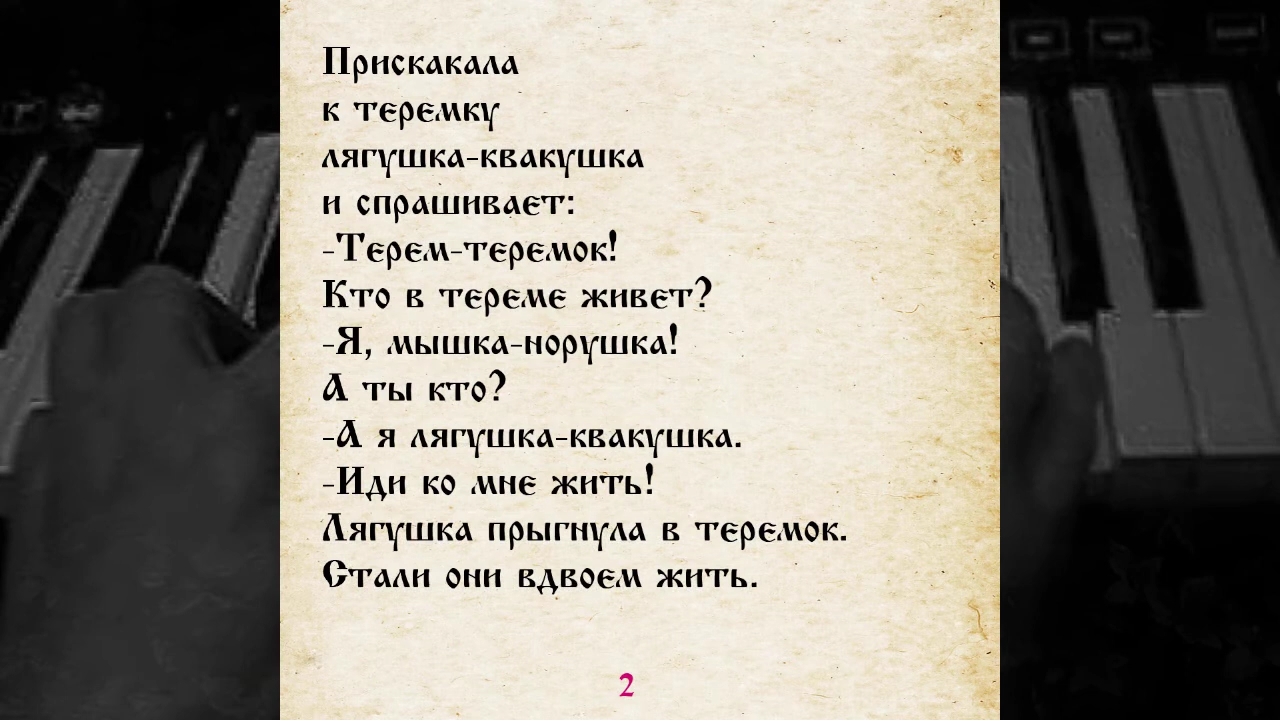 Прискакала
к теремку
лягушка-квакушка
и спрашивает:
-Терем-теремок!
Кто в тереме живет?
-Я, мышка-норушка!
А ты кто?
-А я лягушка-квакушка.
-Иди ко мне жить!
Лягушка прыгнула в теремок.
Стали они вдвоем жить.
2